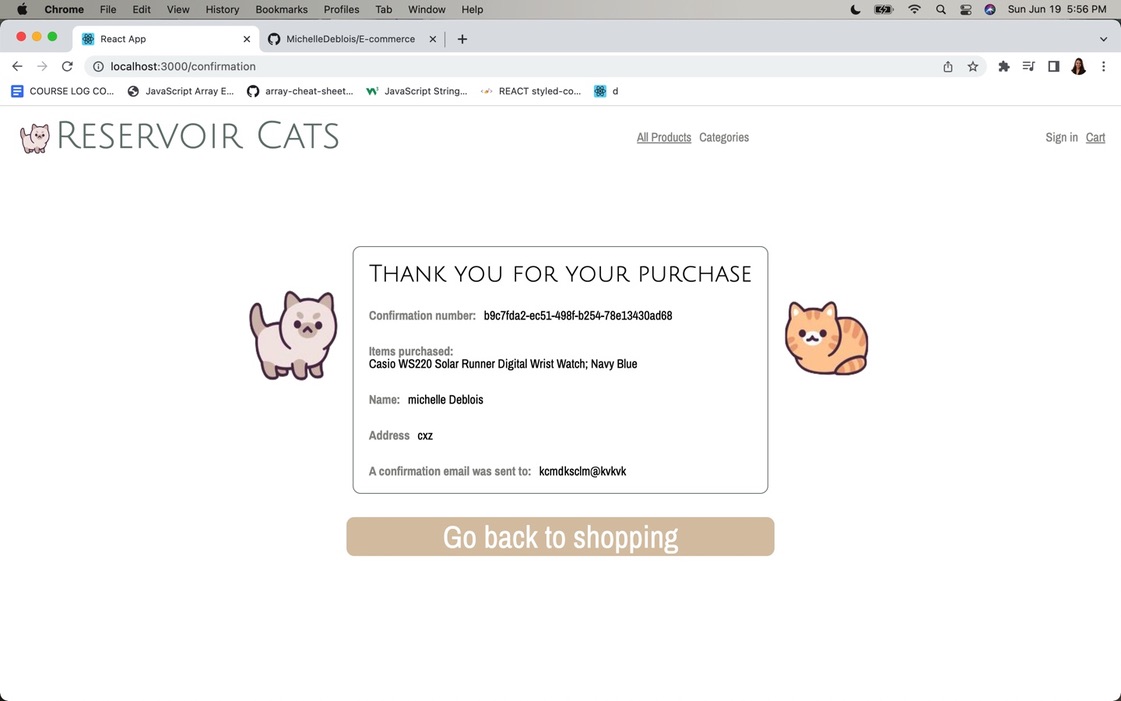 Chrome File Edit View History Bookmarks Profiles Tab Window Help Sun Jun 19 5:56 PM
React App MichelleDeblois/E-commerce
localhost:3000/confirmation
COURSE LOG CO... JavaScript Array E... array-cheat-sheet... JavaScript String... REACT styled-co... d
Reservoir Cats All Products Categories Sign in Cart
Thank you for your purchase
Confirmation number: b9c7fda2-ec51-498f-b254-78e13430ad68
Items purchased:
Casio WS220 Solar Runner Digital Wrist Watch; Navy Blue
Name: michelle Deblois
Address cxz
A confirmation email was sent to: kcmdksclm@kvkvk
Go back to shopping